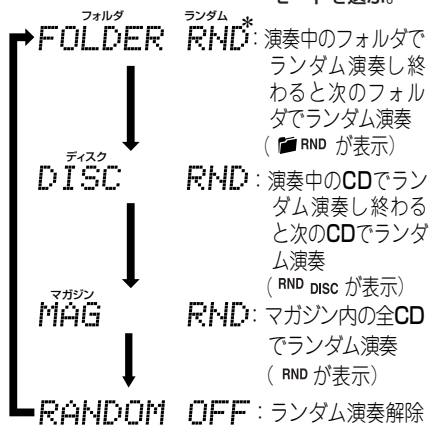 モードを選ぶ。
フォルダ ランダム
FOLDER RND*: 演奏中のフォルダで
ランダム演奏し終
わると次のフォル
ダでランダム演奏
( RND が表示)
ディスク
DISC RND: 演奏中のCDでラン
ダム演奏し終わる
と次のCDでランダ
ム演奏
( RND DISC が表示)
マガジン
MAG RND: マガジン内の全CD
でランダム演奏
( RND が表示)
RANDOM OFF: ランダム演奏解除